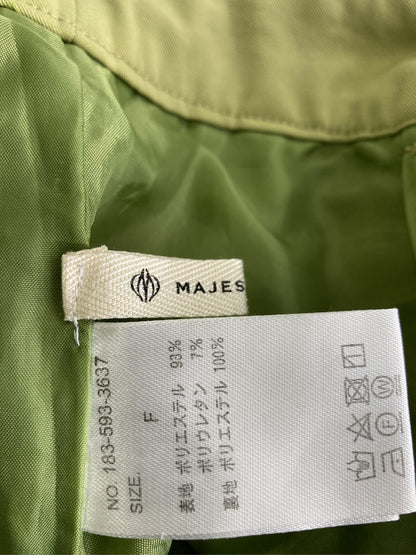 MAJES
NO. 183-593-3637
SIZE. F
表地 ポリエステル 93%
ポリウレタン 7%
裏地 ポリエステル 100%
W
F